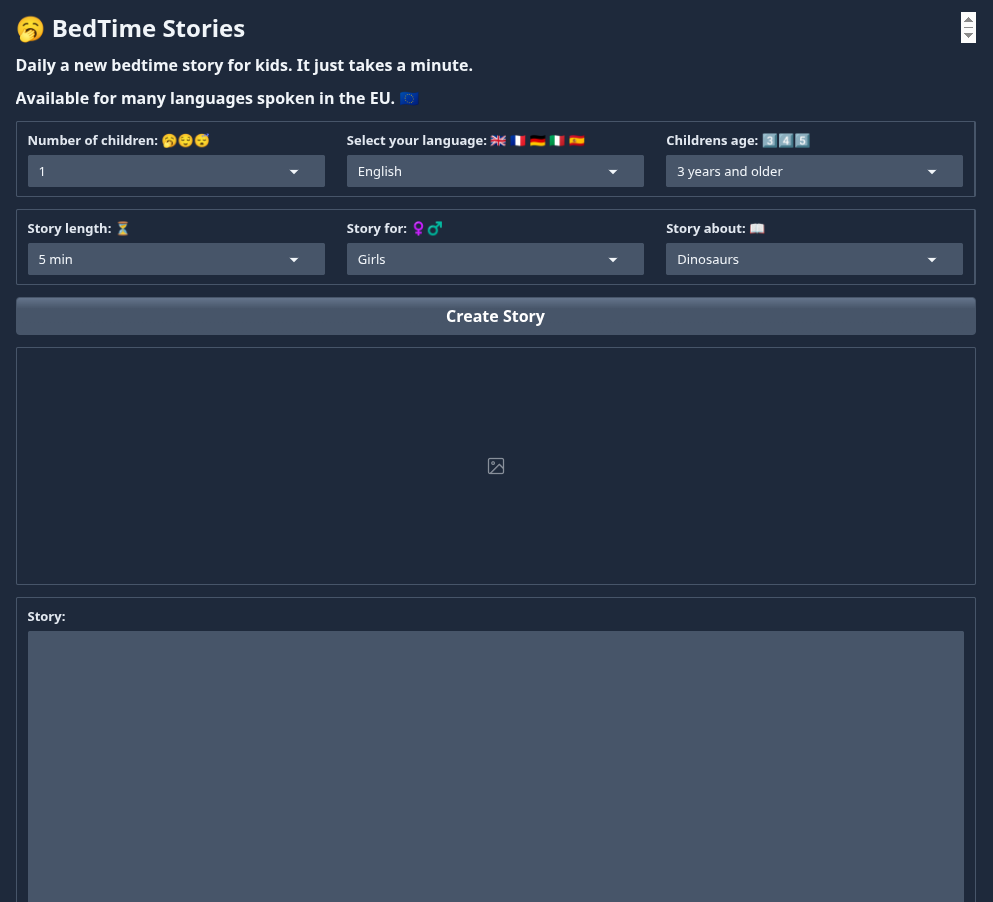 🥱 BedTime Stories
Daily a new bedtime story for kids. It just takes a minute.
Available for many languages spoken in the EU. 🇪🇺
Number of children: 🥱😌😴
Select your language: 🇬🇧 🇫🇷 🇩🇪 🇮🇹 🇪🇸
Childrens age: 3️⃣4️⃣5️⃣
1
English
3 years and older
Story length: ⏳
Story for: ♀️♂️
Story about: 📖
5 min
Girls
Dinosaurs
Create Story
Story: